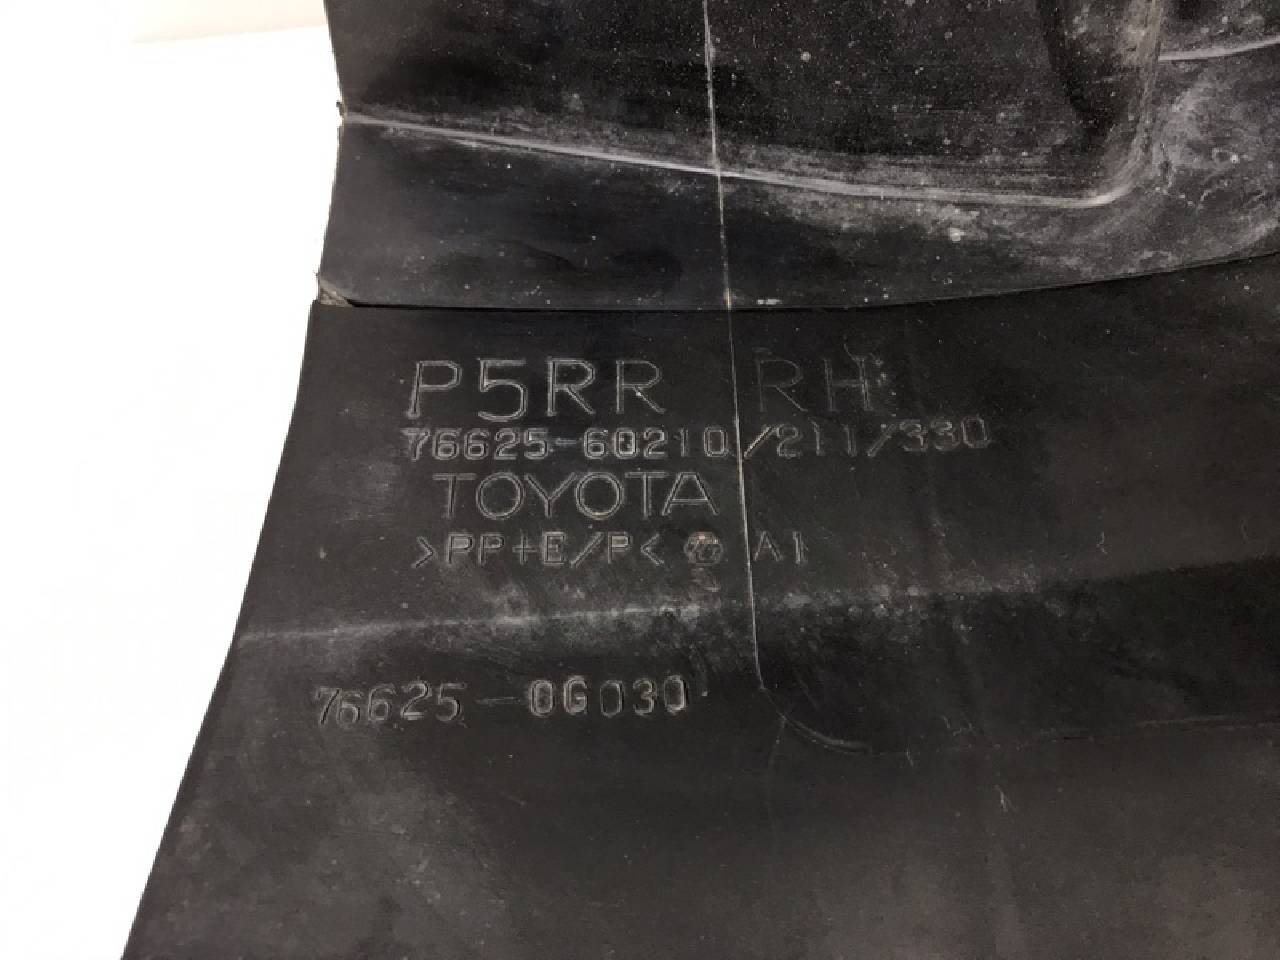 P5RR RH
76625-60210/211/330
TOYOTA
>PP+E/P< A1
76625-0G030